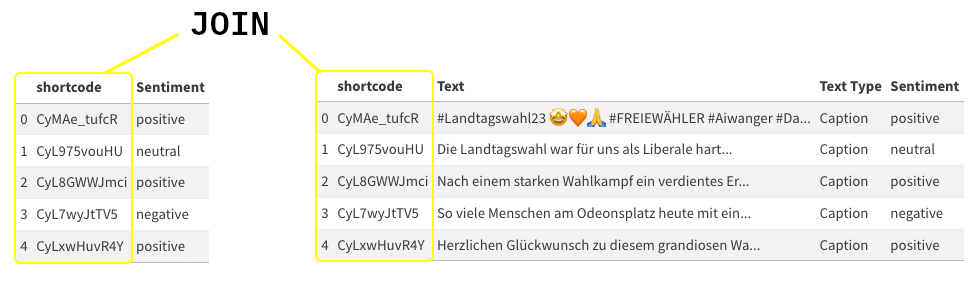 JOIN
shortcode Sentiment
0 CyMAe_tufcR positive
1 CyL975vouHU neutral
2 CyL8GWWJmci positive
3 CyL7wyJtTV5 negative
4 CyLxwHuvR4Y positive
shortcode Text Text Type Sentiment
0 CyMAe_tufcR #Landtagswahl23 🤩🧡🙏 #FREIEWÄHLER #Aiwanger #Da... Caption positive
1 CyL975vouHU Die Landtagswahl war für uns als Liberale hart... Caption neutral
2 CyL8GWWJmci Nach einem starken Wahlkampf ein verdientes Er... Caption positive
3 CyL7wyJtTV5 So viele Menschen am Odeonsplatz heute mit ein... Caption negative
4 CyLxwHuvR4Y Herzlichen Glückwunsch zu diesem grandiosen Wa... Caption positive